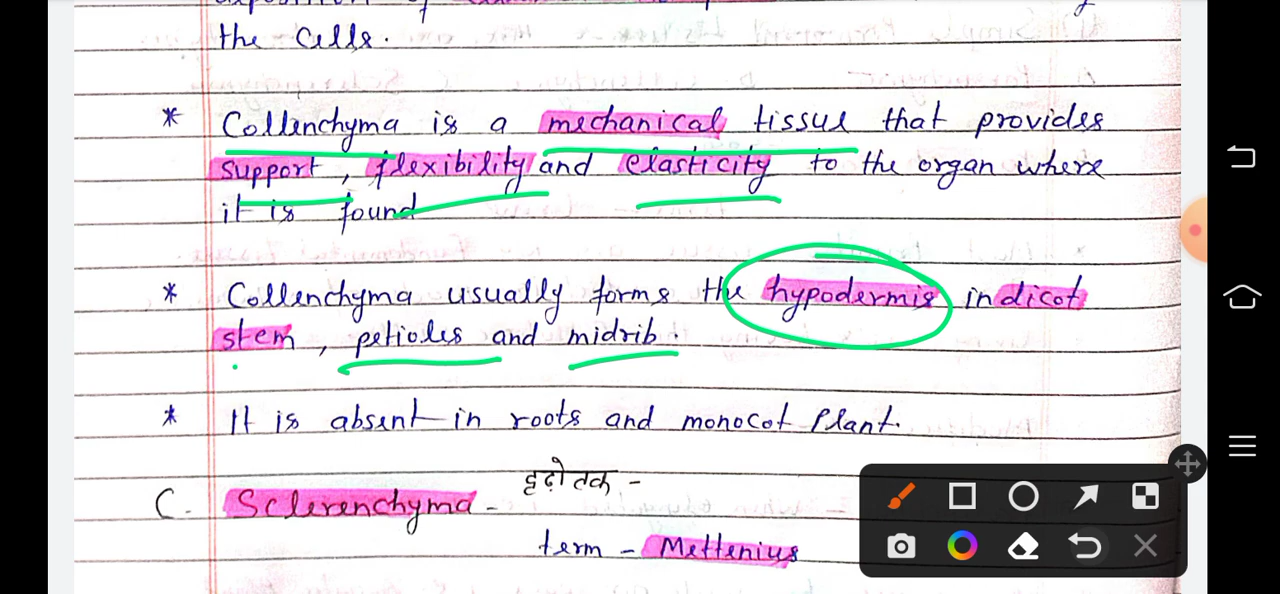 the cells.
* Collenchyma is a mechanical tissue that provides
support, flexibility and elasticity to the organ where
it is found
* Collenchyma usually forms the hypodermis in dicot
stem, petioles and midrib.
* It is absent in roots and monocot plant.
C. Sclerenchyma - दृढ़ोतक -
term - Mettenius